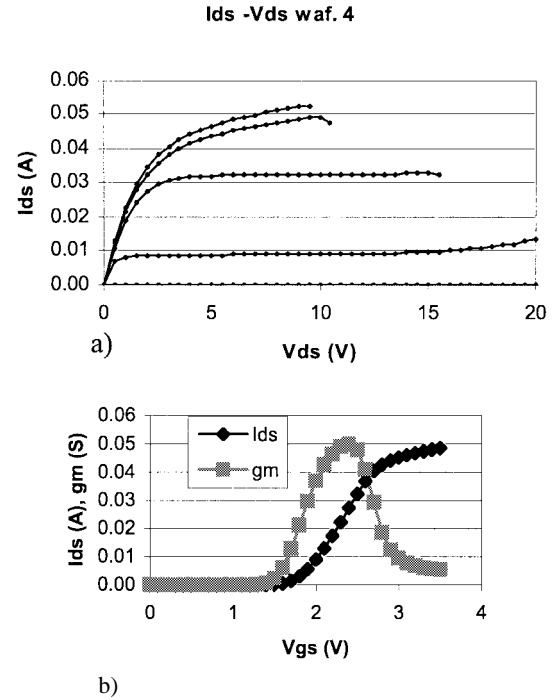 Ids -Vds waf. 4
0.06
0.05
0.04
0.03
0.02
0.01
0.00
Ids (A)
0 5 10 15 20
Vds (V)
a)
0.06
0.05
0.04
0.03
0.02
0.01
0.00
Ids (A), gm (S)
Ids
gm
0 1 2 3 4
Vgs (V)
b)